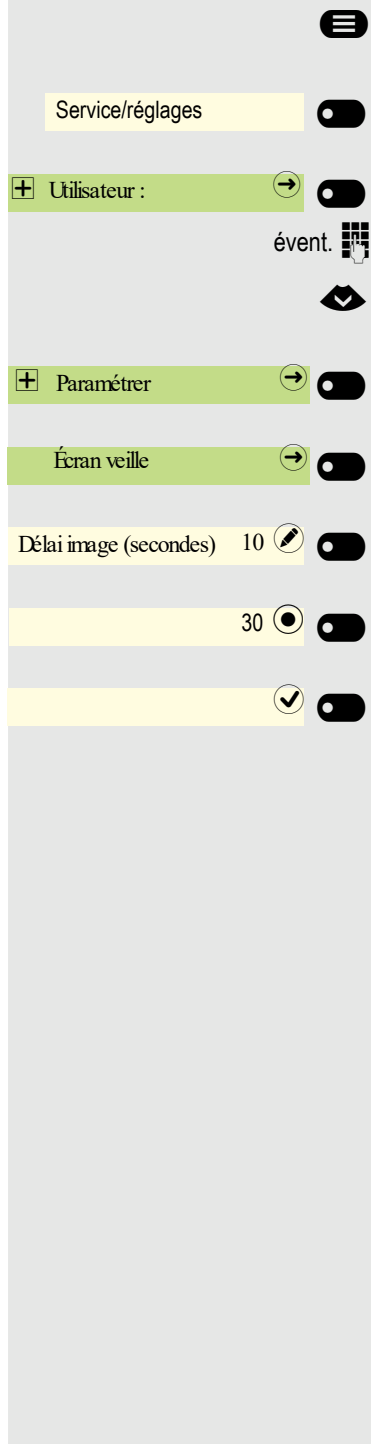 Service/réglages
Utilisateur :
évent.
Paramétrer
Écran veille
Délai image (secondes) 10
30